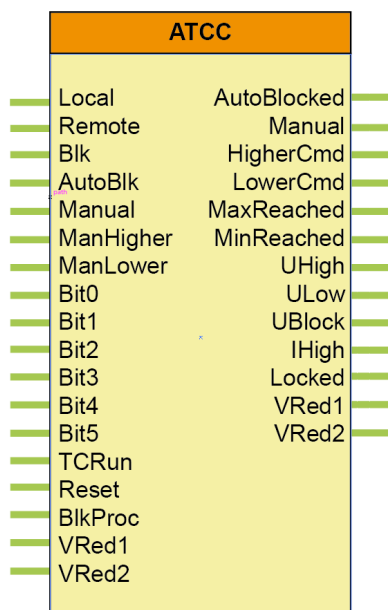 ATCC
Local AutoBlocked
Remote Manual
Blk HigherCmd
AutoBlk LowerCmd
path
Manual MaxReached
ManHigher MinReached
ManLower UHigh
Bit0 ULow
Bit1 UBlock
Bit2 IHigh
Bit3 Locked
Bit4 VRed1
Bit5 VRed2
TCRun
Reset
BlkProc
VRed1
VRed2